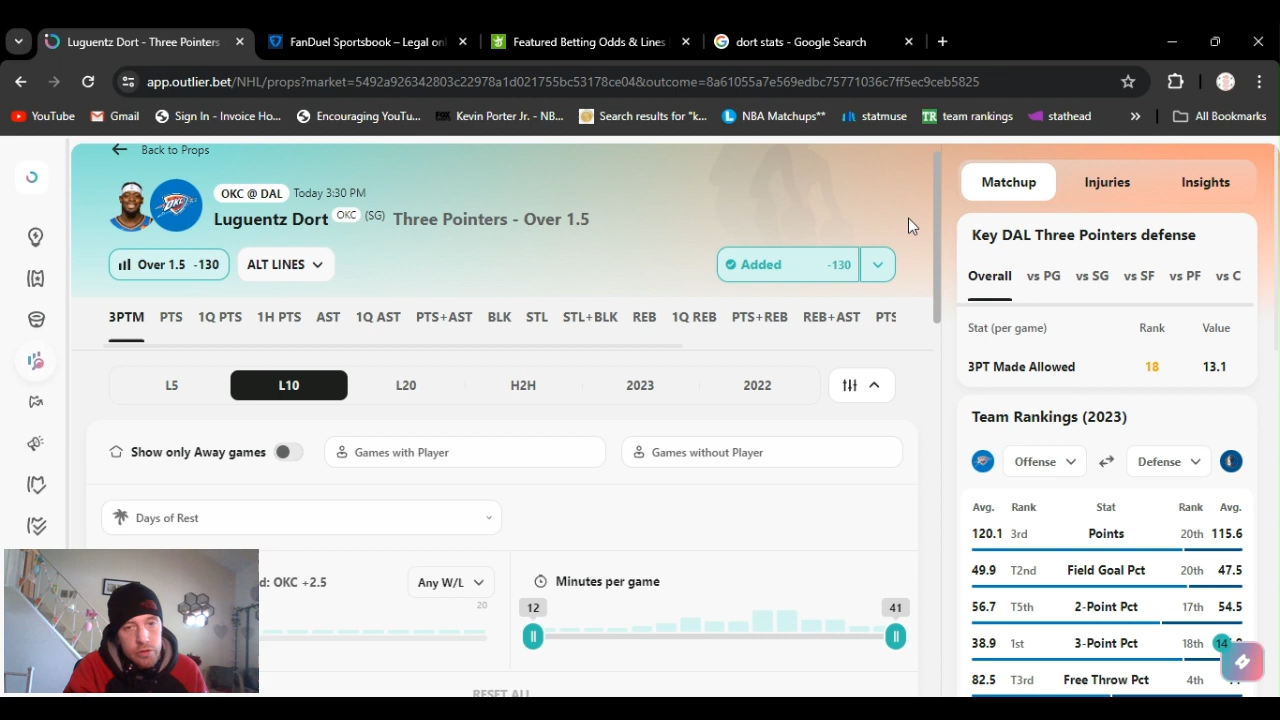 Luguentz Dort - Three Pointers
FanDuel Sportsbook – Legal onl
Featured Betting Odds & Lines
dort stats - Google Search
app.outlier.bet/NHL/props?market=5492a926342803c22978a1d021755bc53178ce04&outcome=8a61055a7e569edbc75771036c7ff5ec9ceb5825
YouTube
Gmail
Sign In - Invoice Ho...
Encouraging YouTu...
Kevin Porter Jr. - NB...
Search results for "k...
NBA Matchups**
statmuse
TR team rankings
stathead
All Bookmarks
Back to Props
OKC @ DAL Today 3:30 PM
Luguentz Dort OKC (SG) Three Pointers - Over 1.5
Over 1.5 -130
ALT LINES
Added -130
3PTM PTS 1Q PTS 1H PTS AST 1Q AST PTS+AST BLK STL STL+BLK REB 1Q REB PTS+REB REB+AST PTS
L5 L10 L20 H2H 2023 2022
Show only Away games
Games with Player
Games without Player
Days of Rest
d: OKC +2.5
Any W/L
20
Minutes per game
12
41
RESET ALL
Matchup Injuries Insights
Key DAL Three Pointers defense
Overall vs PG vs SG vs SF vs PF vs C
Stat (per game) Rank Value
3PT Made Allowed 18 13.1
Team Rankings (2023)
Offense
Defense
Avg. Rank Stat Rank Avg.
120.1 3rd Points 20th 115.6
49.9 T2nd Field Goal Pct 20th 47.5
56.7 T5th 2-Point Pct 17th 54.5
38.9 1st 3-Point Pct 18th
14
82.5 T3rd Free Throw Pct 4th